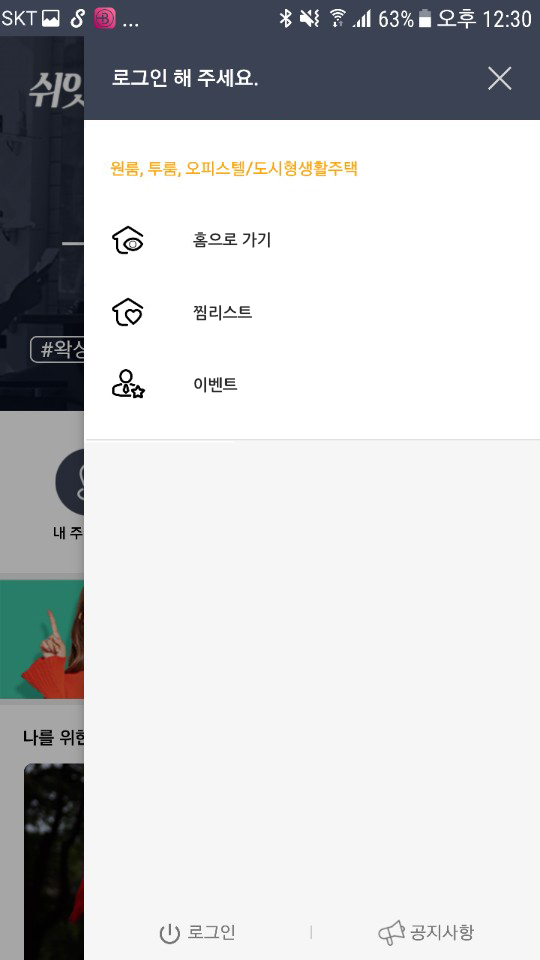 SKT ... 63% 오후 12:30
로그인 해 주세요.
원룸, 투룸, 오피스텔/도시형생활주택
홈으로 가기
찜리스트
이벤트
#왁싱
내 주
나를 위한
로그인 | 공지사항